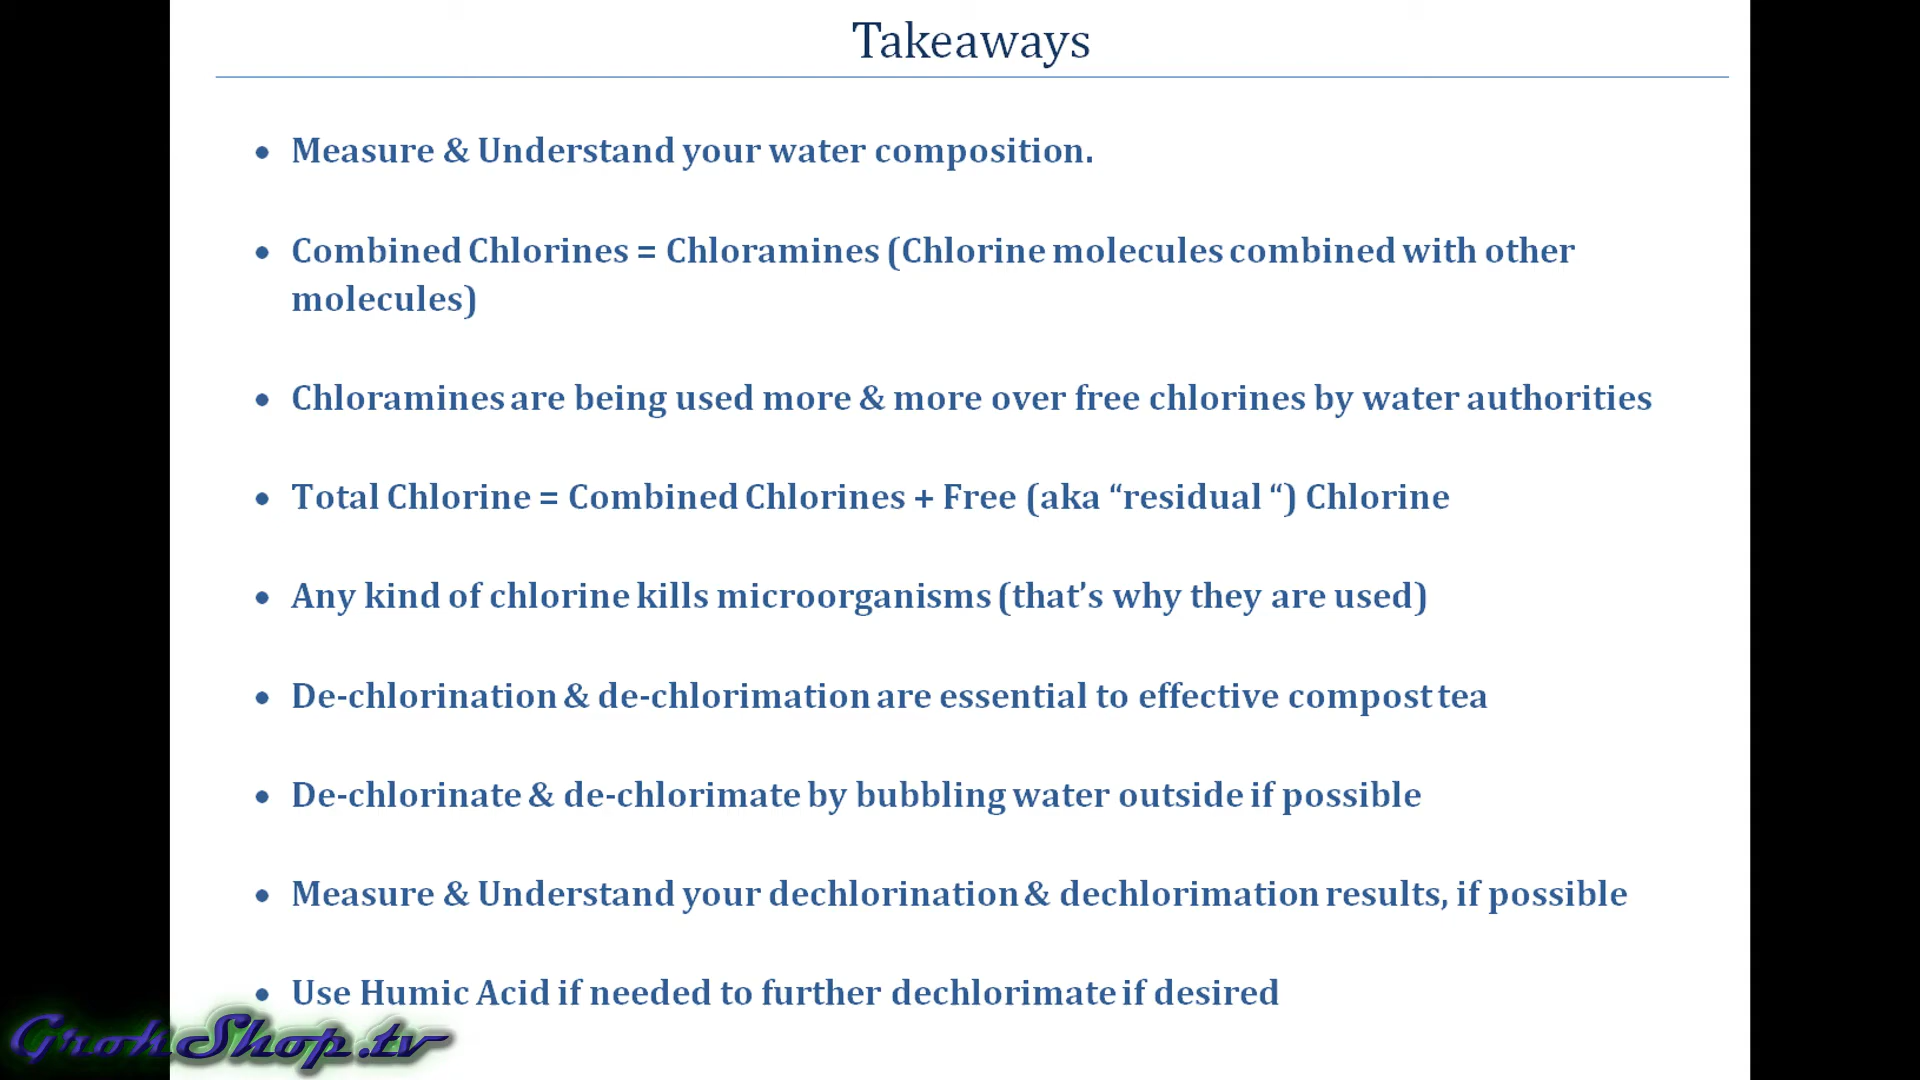 Takeaways
• Measure & Understand your water composition.
• Combined Chlorines = Chloramines (Chlorine molecules combined with other
molecules)
• Chloramines are being used more & more over free chlorines by water authorities
• Total Chlorine = Combined Chlorines + Free (aka “residual “) Chlorine
• Any kind of chlorine kills microorganisms (that’s why they are used)
• De-chlorination & de-chlorimation are essential to effective compost tea
• De-chlorinate & de-chlorimate by bubbling water outside if possible
• Measure & Understand your dechlorination & dechlorimation results, if possible
• Use Humic Acid if needed to further dechlorimate if desired
GrokShop.tv